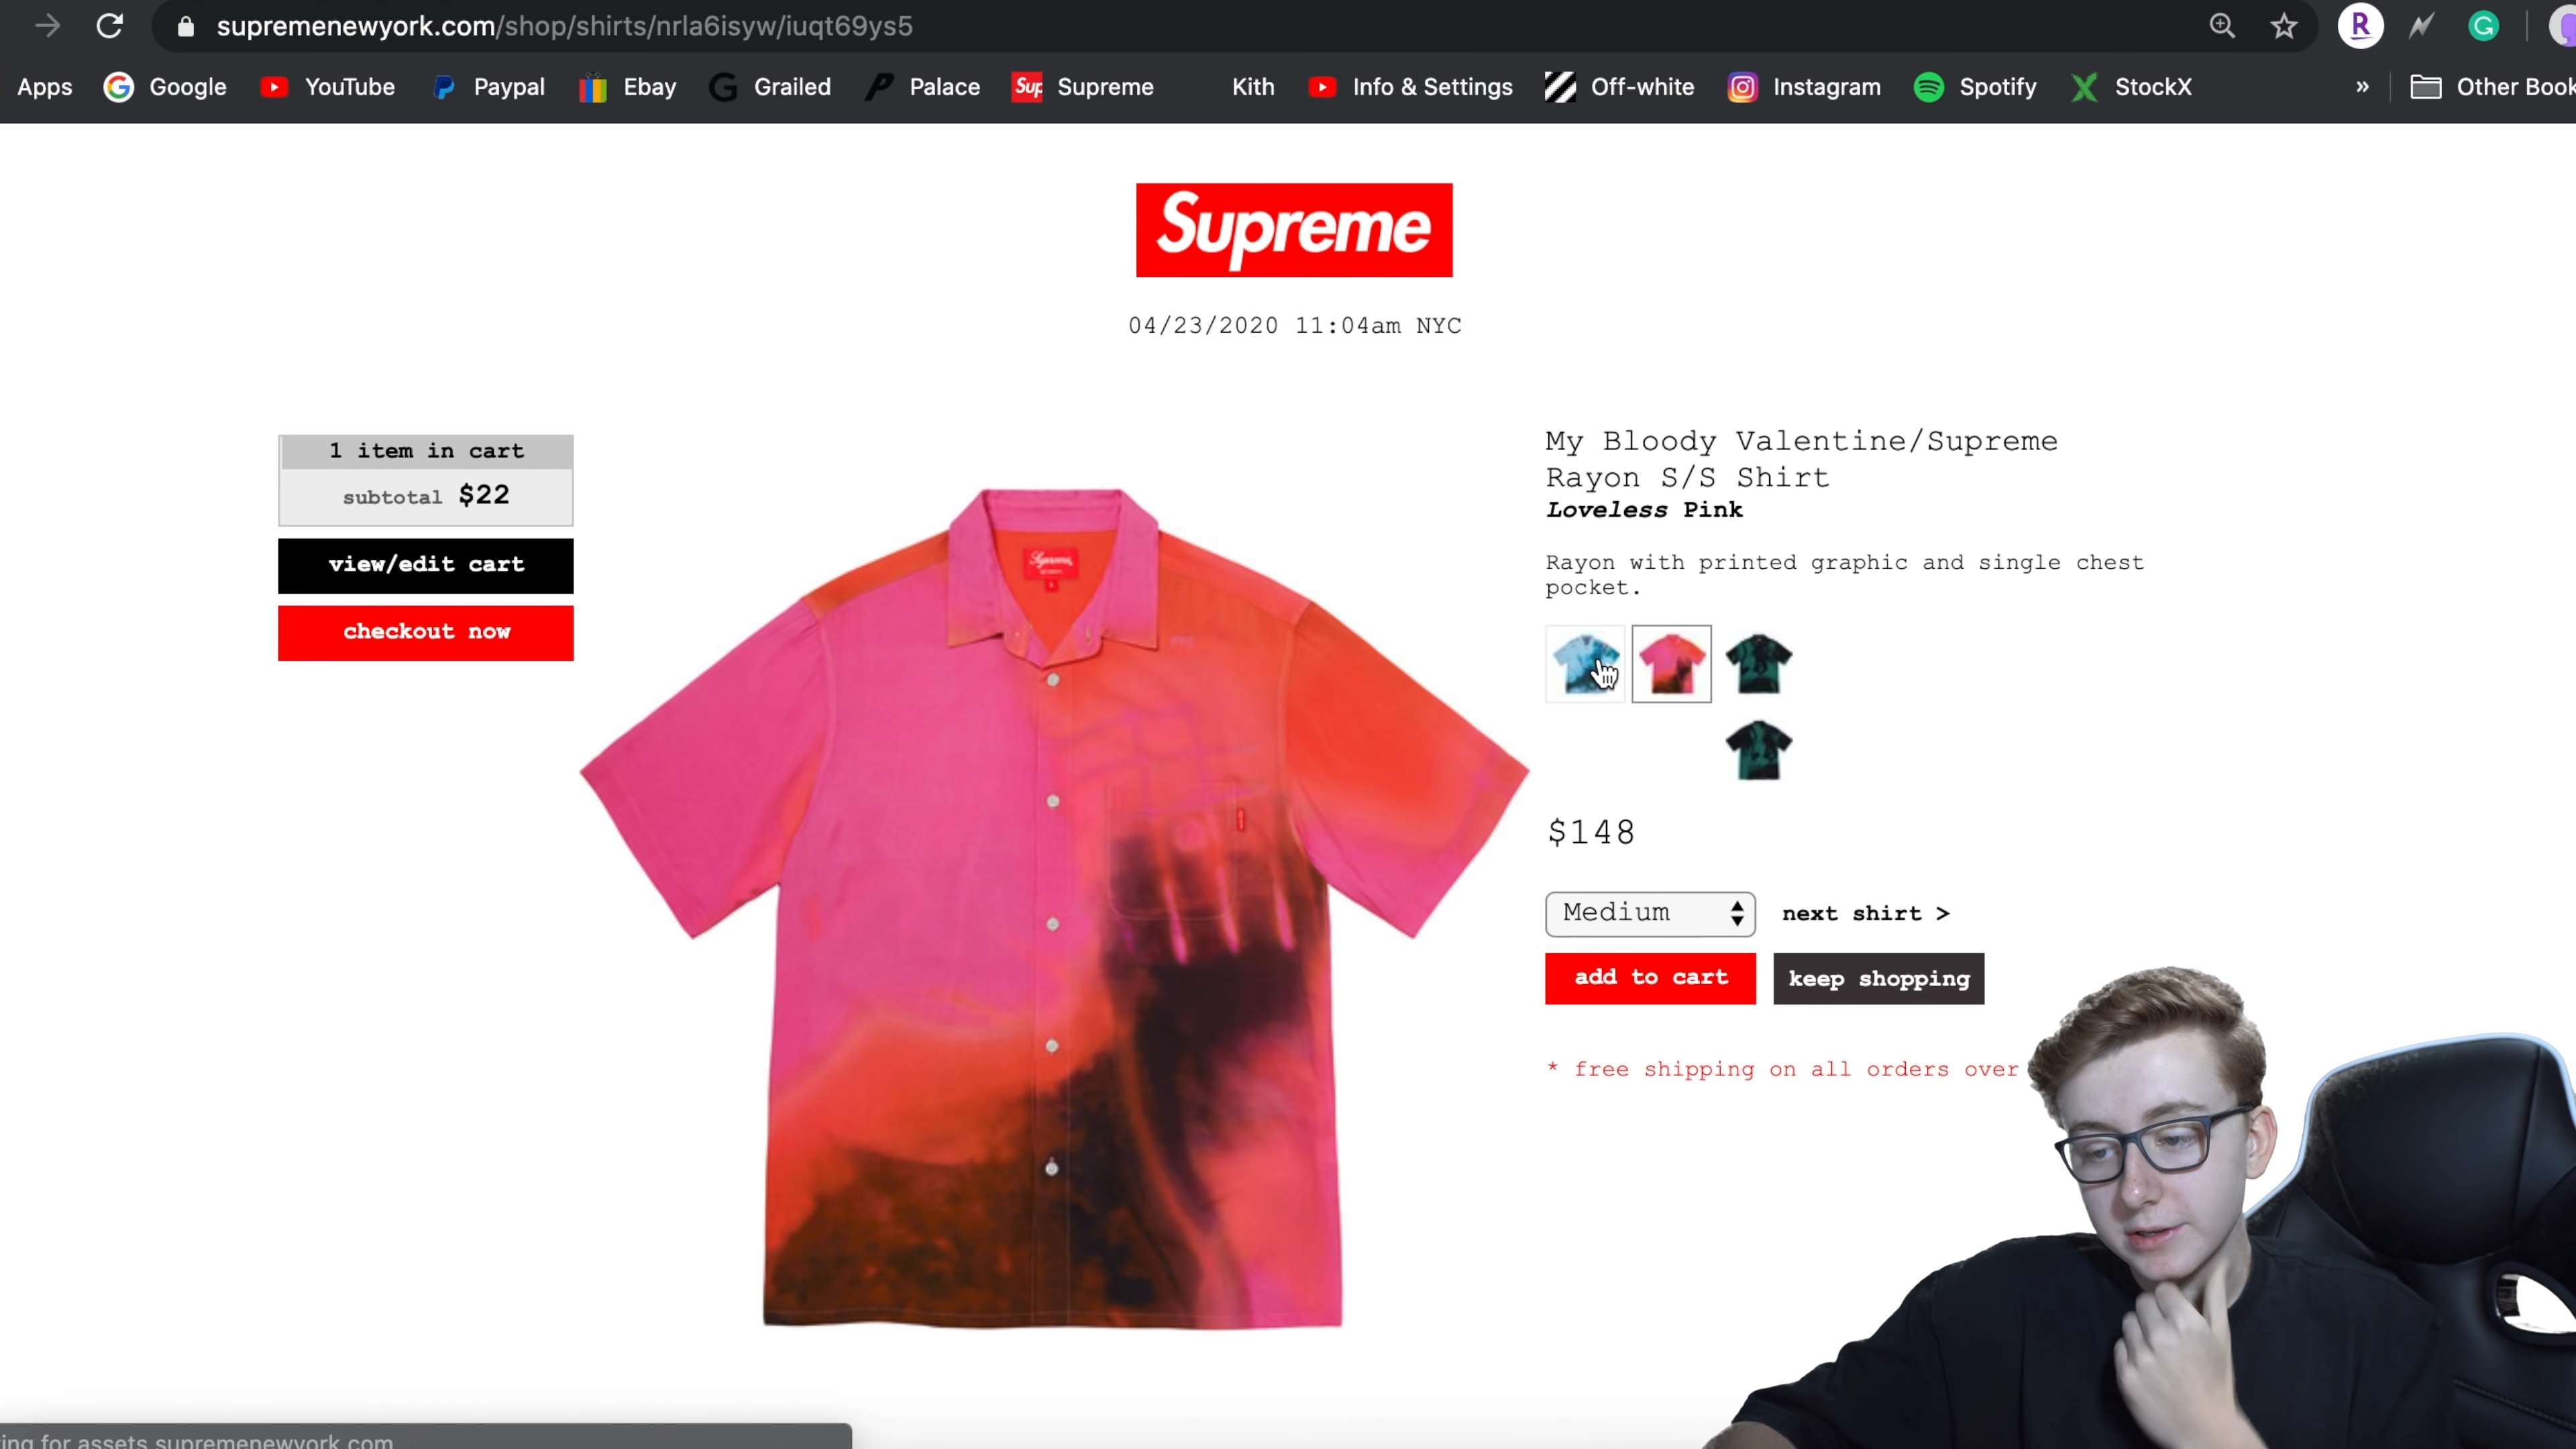 supremenewyork.com/shop/shirts/nrla6isyw/iuqt69ys5
R
G
Apps
Google
YouTube
Paypal
Ebay
Grailed
Palace
Sup
Supreme
Kith
Info & Settings
Off-white
Instagram
Spotify
StockX
»
Other Book
Supreme
04/23/2020 11:04am NYC
1 item in cart
subtotal $22
view/edit cart
checkout now
Supreme
My Bloody Valentine/Supreme
Rayon S/S Shirt
Loveless Pink
Rayon with printed graphic and single chest
pocket.
$148
Medium
next shirt >
add to cart
keep shopping
* free shipping on all orders over
ing for assets.supremenewyork.com